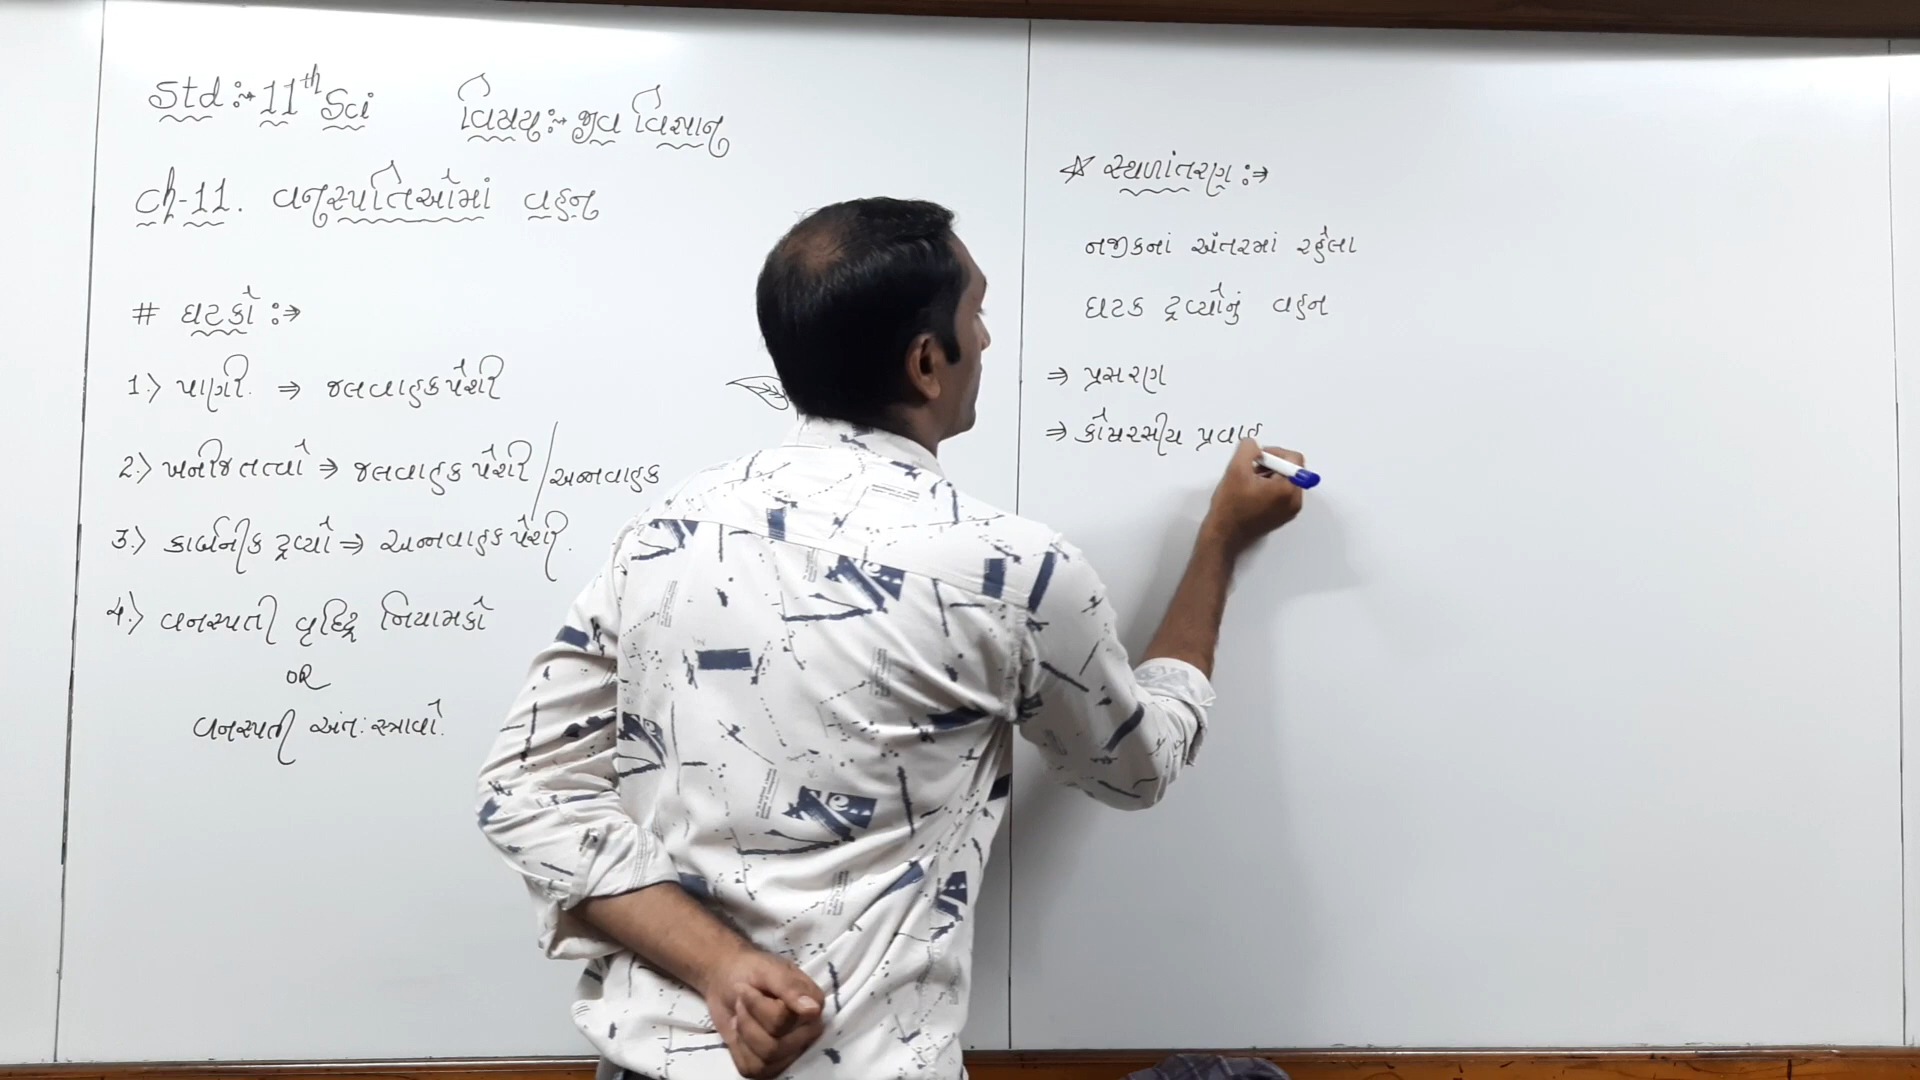 Std :→ 11th Sci વિષય :→ જીવ વિજ્ઞાન
Ch-11. વનસ્પતિઓમાં વહન
# ઘટકો :⇒
1.> પાણી. ⇒ જલવાહક પેશી
2.> ખનીજતત્વો ⇒ જલવાહક પેશી / અન્નવાહક
3.> કાર્બનીક દ્રવ્યો ⇒ અન્નવાહક પેશી.
4.> વનસ્પતી વૃદ્ધિ નિયામકો
OR
વનસ્પતી અંતઃસ્ત્રાવો.
☆ સ્થળાંતરણ :⇒
નજીકનાં અંતરમાં રહેલા
ઘટક દ્રવ્યોનું વહન
⇒ પ્રસરણ
⇒ કોષરસીય પ્રવાહ